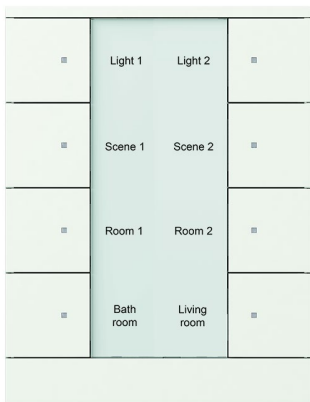 Light 1 Light 2
Scene 1 Scene 2
Room 1 Room 2
Bath Living
room room